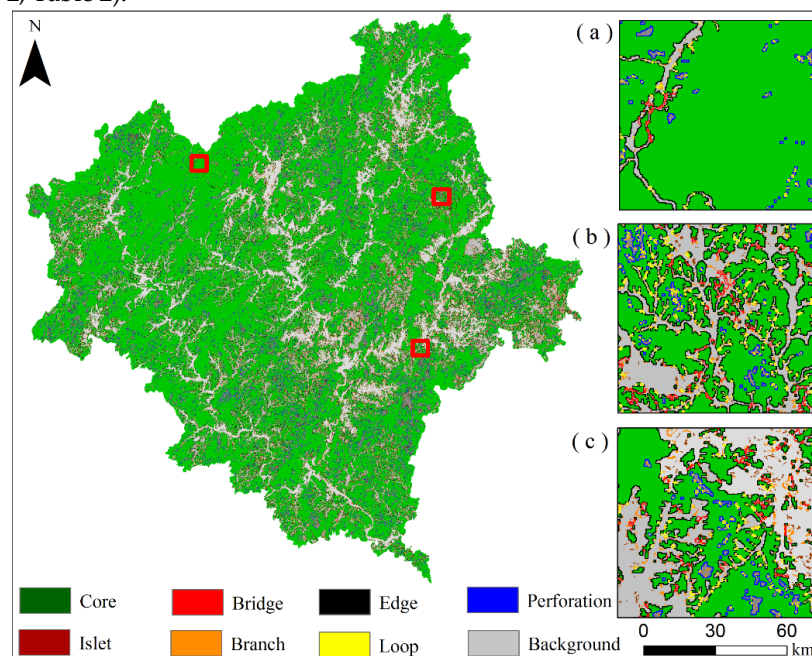 N
( a )
( b )
( c )
Core
Bridge
Edge
Perforation
Islet
Branch
Loop
Background
0 30 60
km